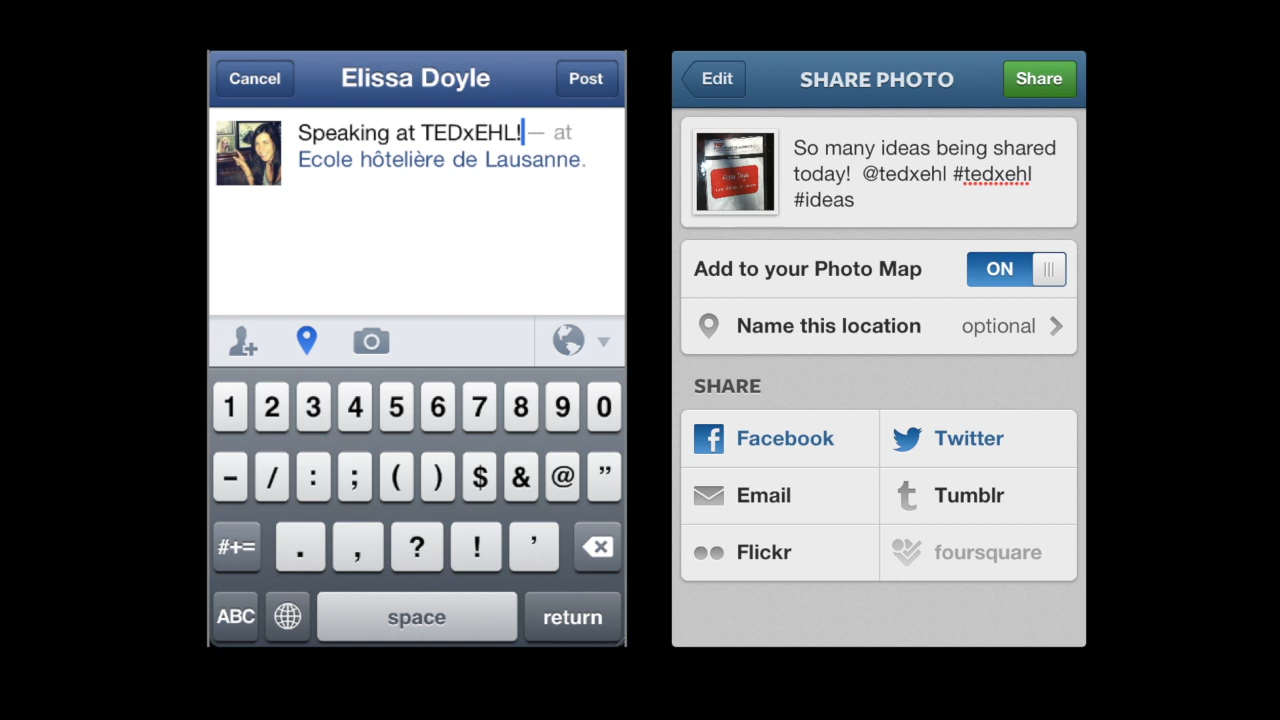 Cancel Elissa Doyle Post
Speaking at TEDxEHL! — at
Ecole hôtelière de Lausanne.
1 2 3 4 5 6 7 8 9 0
- / : ; ( ) $ & @ ”
#+= . , ? ! ’
ABC space return
Edit SHARE PHOTO Share
So many ideas being shared
today! @tedxehl #tedxehl
#ideas
Elissa Doyle
Add to your Photo Map ON
Name this location optional
SHARE
Facebook Twitter
Email Tumblr
Flickr foursquare